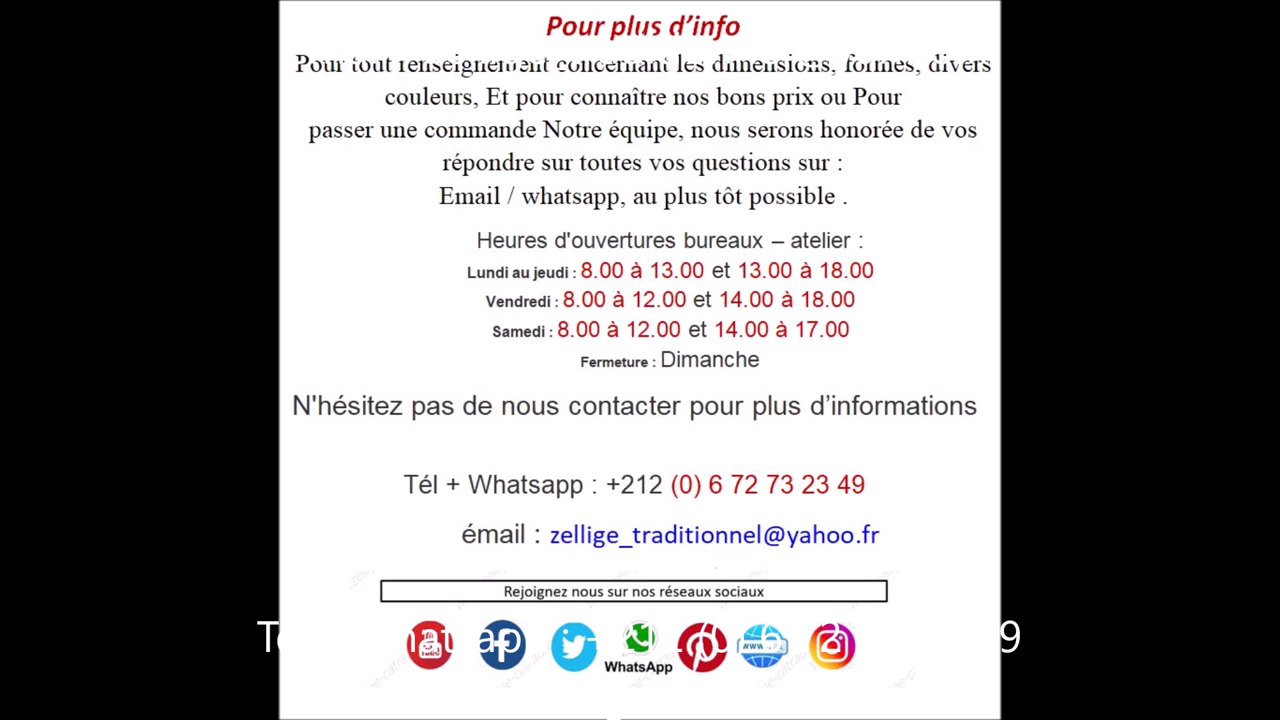 Pour plus d’info
Pour tout renseignement concernant les dimensions, formes, divers
couleurs, Et pour connaître nos bons prix ou Pour
passer une commande Notre équipe, nous serons honorée de vos
répondre sur toutes vos questions sur :
Email / whatsapp, au plus tôt possible .
Heures d'ouvertures bureaux – atelier :
Lundi au jeudi : 8.00 à 13.00 et 13.00 à 18.00
Vendredi : 8.00 à 12.00 et 14.00 à 18.00
Samedi : 8.00 à 12.00 et 14.00 à 17.00
Fermeture : Dimanche
N'hésitez pas de nous contacter pour plus d’informations
Tél + Whatsapp : +212 (0) 6 72 73 23 49
émail : zellige_traditionnel@yahoo.fr
Rejoignez nous sur nos réseaux sociaux
WhatsApp